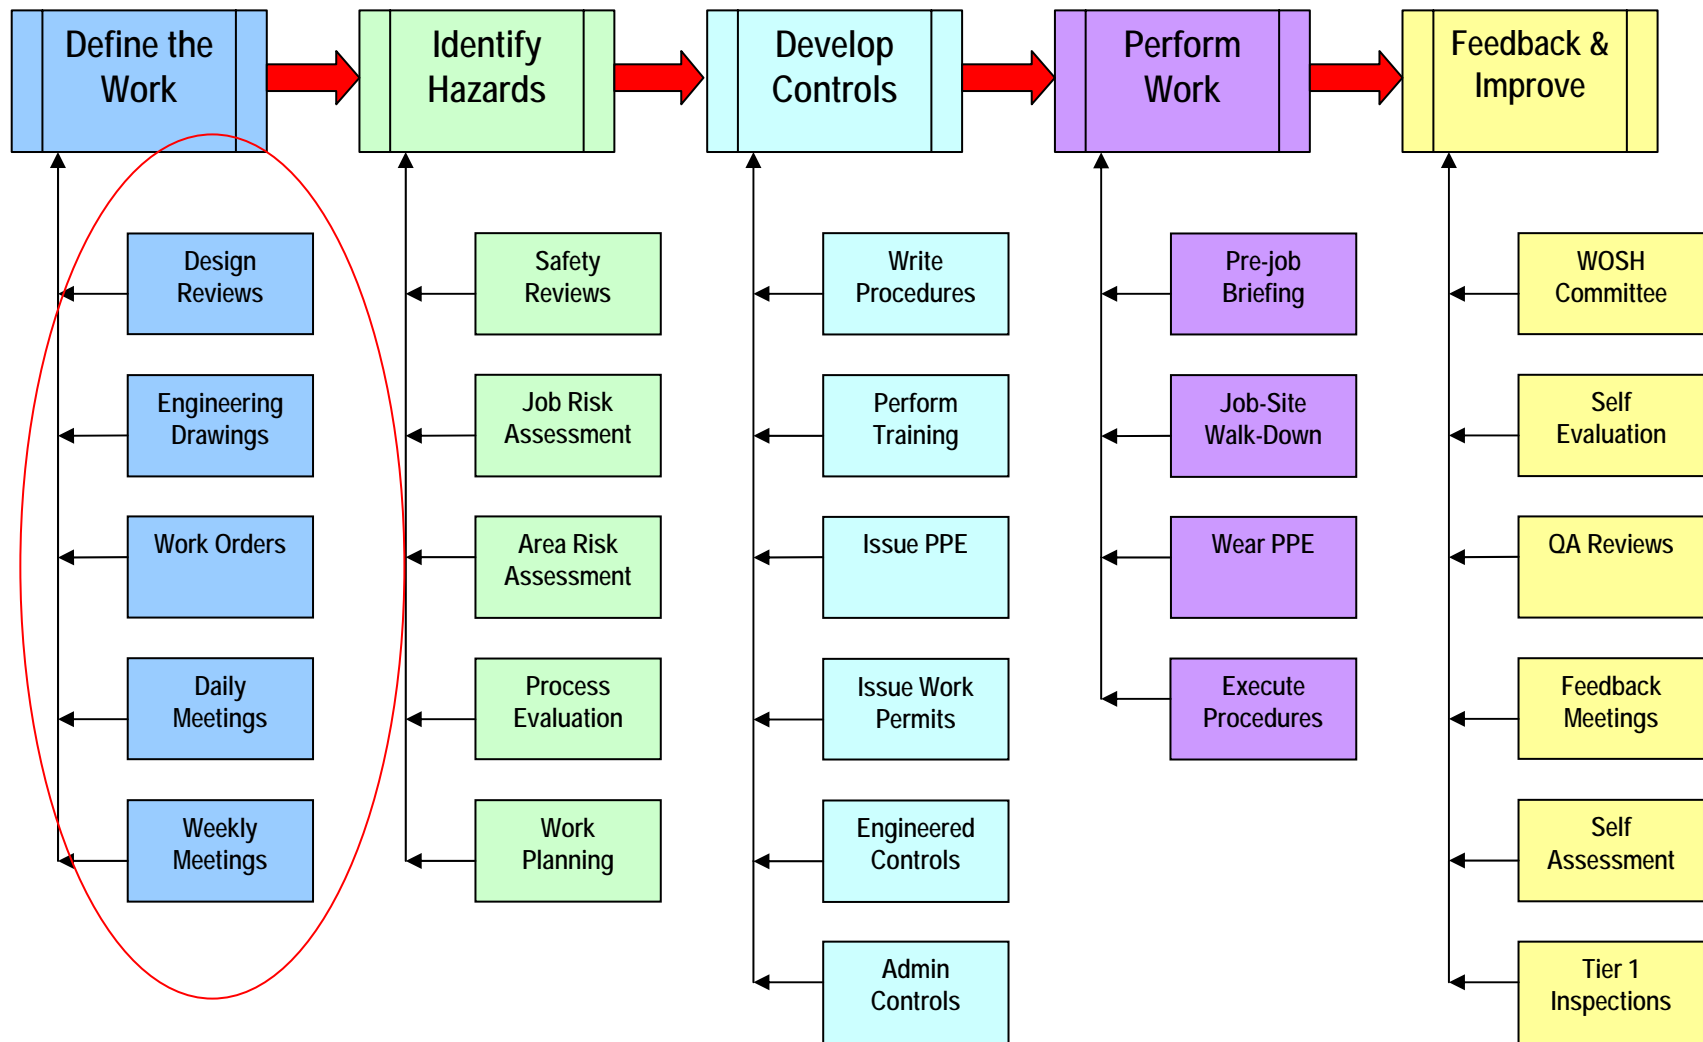 Define the
Work
Identify
Hazards
Develop
Controls
Perform
Work
Feedback &
Improve
Design
Reviews
Engineering
Drawings
Work Orders
Daily
Meetings
Weekly
Meetings
Safety
Reviews
Job Risk
Assessment
Area Risk
Assessment
Process
Evaluation
Work
Planning
Write
Procedures
Perform
Training
Issue PPE
Issue Work
Permits
Engineered
Controls
Admin
Controls
Pre-job
Briefing
Job-Site
Walk-Down
Wear PPE
Execute
Procedures
WOSH
Committee
Self
Evaluation
QA Reviews
Feedback
Meetings
Self
Assessment
Tier 1
Inspections